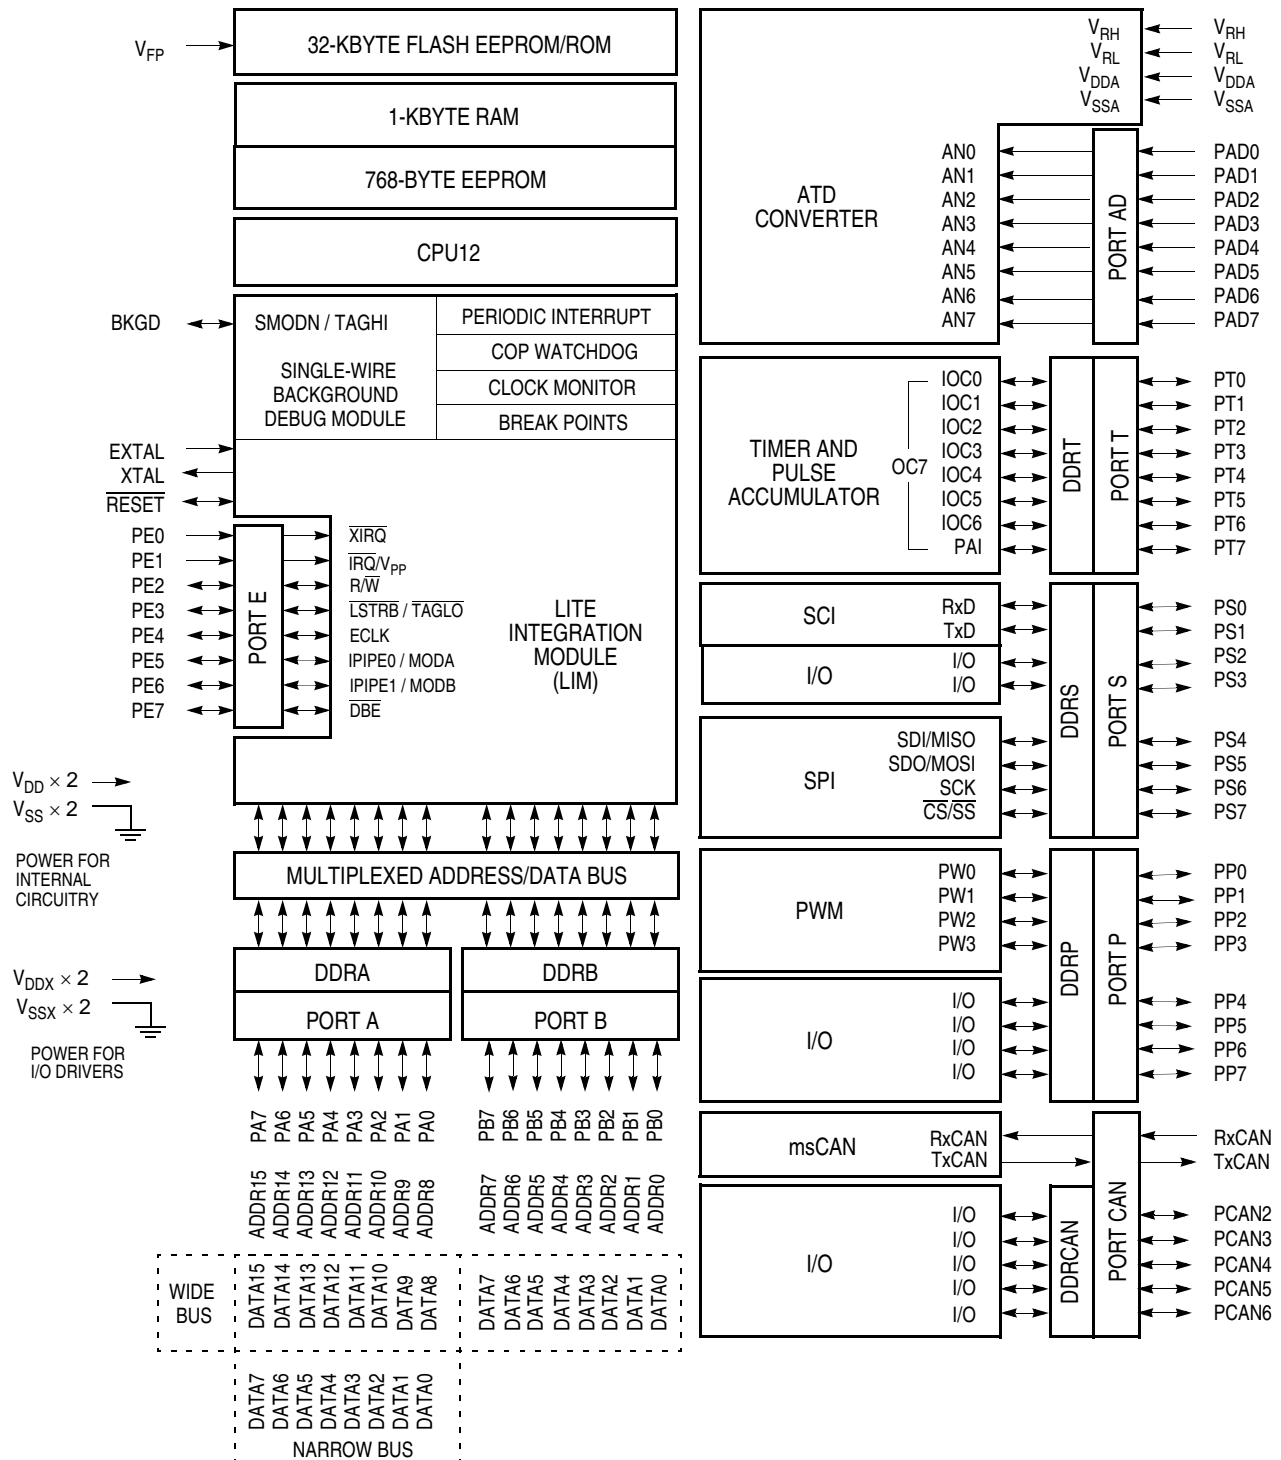 V_FP
32-KBYTE FLASH EEPROM/ROM
1-KBYTE RAM
768-BYTE EEPROM
CPU12
BKGD
SMODN / TAGHI
SINGLE-WIRE
BACKGROUND
DEBUG MODULE
PERIODIC INTERRUPT
COP WATCHDOG
CLOCK MONITOR
BREAK POINTS
EXTAL
XTAL
RESET
PE0
PE1
PE2
PE3
PE4
PE5
PE6
PE7
PORT E
XIRQ
IRQ/V_PP
R/W
LSTRB / TAGLO
ECLK
IPIPE0 / MODA
IPIPE1 / MODB
DBE
LITE
INTEGRATION
MODULE
(LIM)
V_DD × 2
V_SS × 2
POWER FOR
INTERNAL
CIRCUITRY
MULTIPLEXED ADDRESS/DATA BUS
V_DDX × 2
V_SSX × 2
POWER FOR
I/O DRIVERS
DDRA
PORT A
DDRB
PORT B
PA7
PA6
PA5
PA4
PA3
PA2
PA1
PA0
PB7
PB6
PB5
PB4
PB3
PB2
PB1
PB0
ADDR15
ADDR14
ADDR13
ADDR12
ADDR11
ADDR10
ADDR9
ADDR8
ADDR7
ADDR6
ADDR5
ADDR4
ADDR3
ADDR2
ADDR1
ADDR0
WIDE
BUS
DATA15
DATA14
DATA13
DATA12
DATA11
DATA10
DATA9
DATA8
DATA7
DATA6
DATA5
DATA4
DATA3
DATA2
DATA1
DATA0
DATA7
DATA6
DATA5
DATA4
DATA3
DATA2
DATA1
DATA0
NARROW BUS
ATD
CONVERTER
V_RH
V_RL
V_DDA
V_SSA
V_RH
V_RL
V_DDA
V_SSA
AN0
AN1
AN2
AN3
AN4
AN5
AN6
AN7
PORT AD
PAD0
PAD1
PAD2
PAD3
PAD4
PAD5
PAD6
PAD7
TIMER AND
PULSE
ACCUMULATOR
OC7
IOC0
IOC1
IOC2
IOC3
IOC4
IOC5
IOC6
PAI
DDRT
PORT T
PT0
PT1
PT2
PT3
PT4
PT5
PT6
PT7
SCI
RxD
TxD
I/O
I/O
I/O
SPI
SDI/MISO
SDO/MOSI
SCK
CS/SS
DDRS
PORT S
PS0
PS1
PS2
PS3
PS4
PS5
PS6
PS7
PWM
PW0
PW1
PW2
PW3
I/O
I/O
I/O
I/O
I/O
DDRP
PORT P
PP0
PP1
PP2
PP3
PP4
PP5
PP6
PP7
msCAN
RxCAN
TxCAN
I/O
I/O
I/O
I/O
I/O
I/O
DDRCAN
PORT CAN
RxCAN
TxCAN
PCAN2
PCAN3
PCAN4
PCAN5
PCAN6